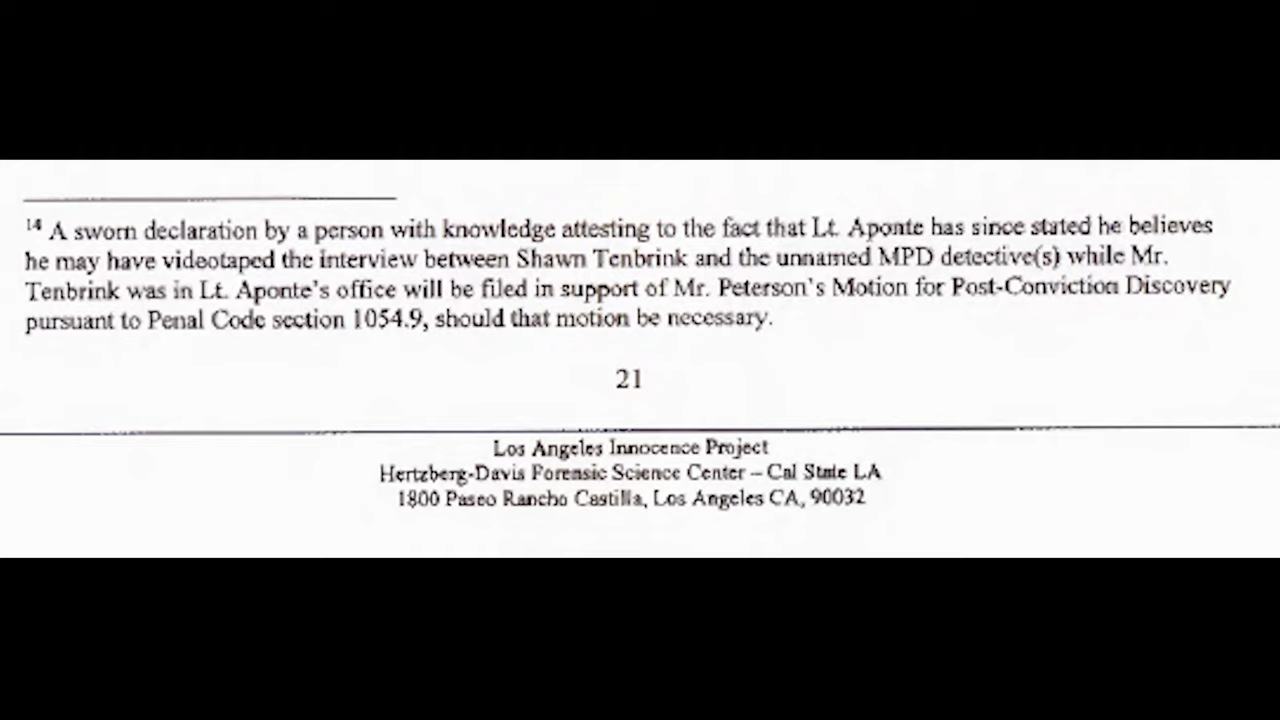 14 A sworn declaration by a person with knowledge attesting to the fact that Lt. Aponte has since stated he believes
he may have videotaped the interview between Shawn Tenbrink and the unnamed MPD detective(s) while Mr.
Tenbrink was in Lt. Aponte's office will be filed in support of Mr. Peterson's Motion for Post-Conviction Discovery
pursuant to Penal Code section 1054.9, should that motion be necessary.
21
Los Angeles Innocence Project
Hertzberg-Davis Forensic Science Center – Cal State LA
1800 Paseo Rancho Castilla, Los Angeles CA, 90032